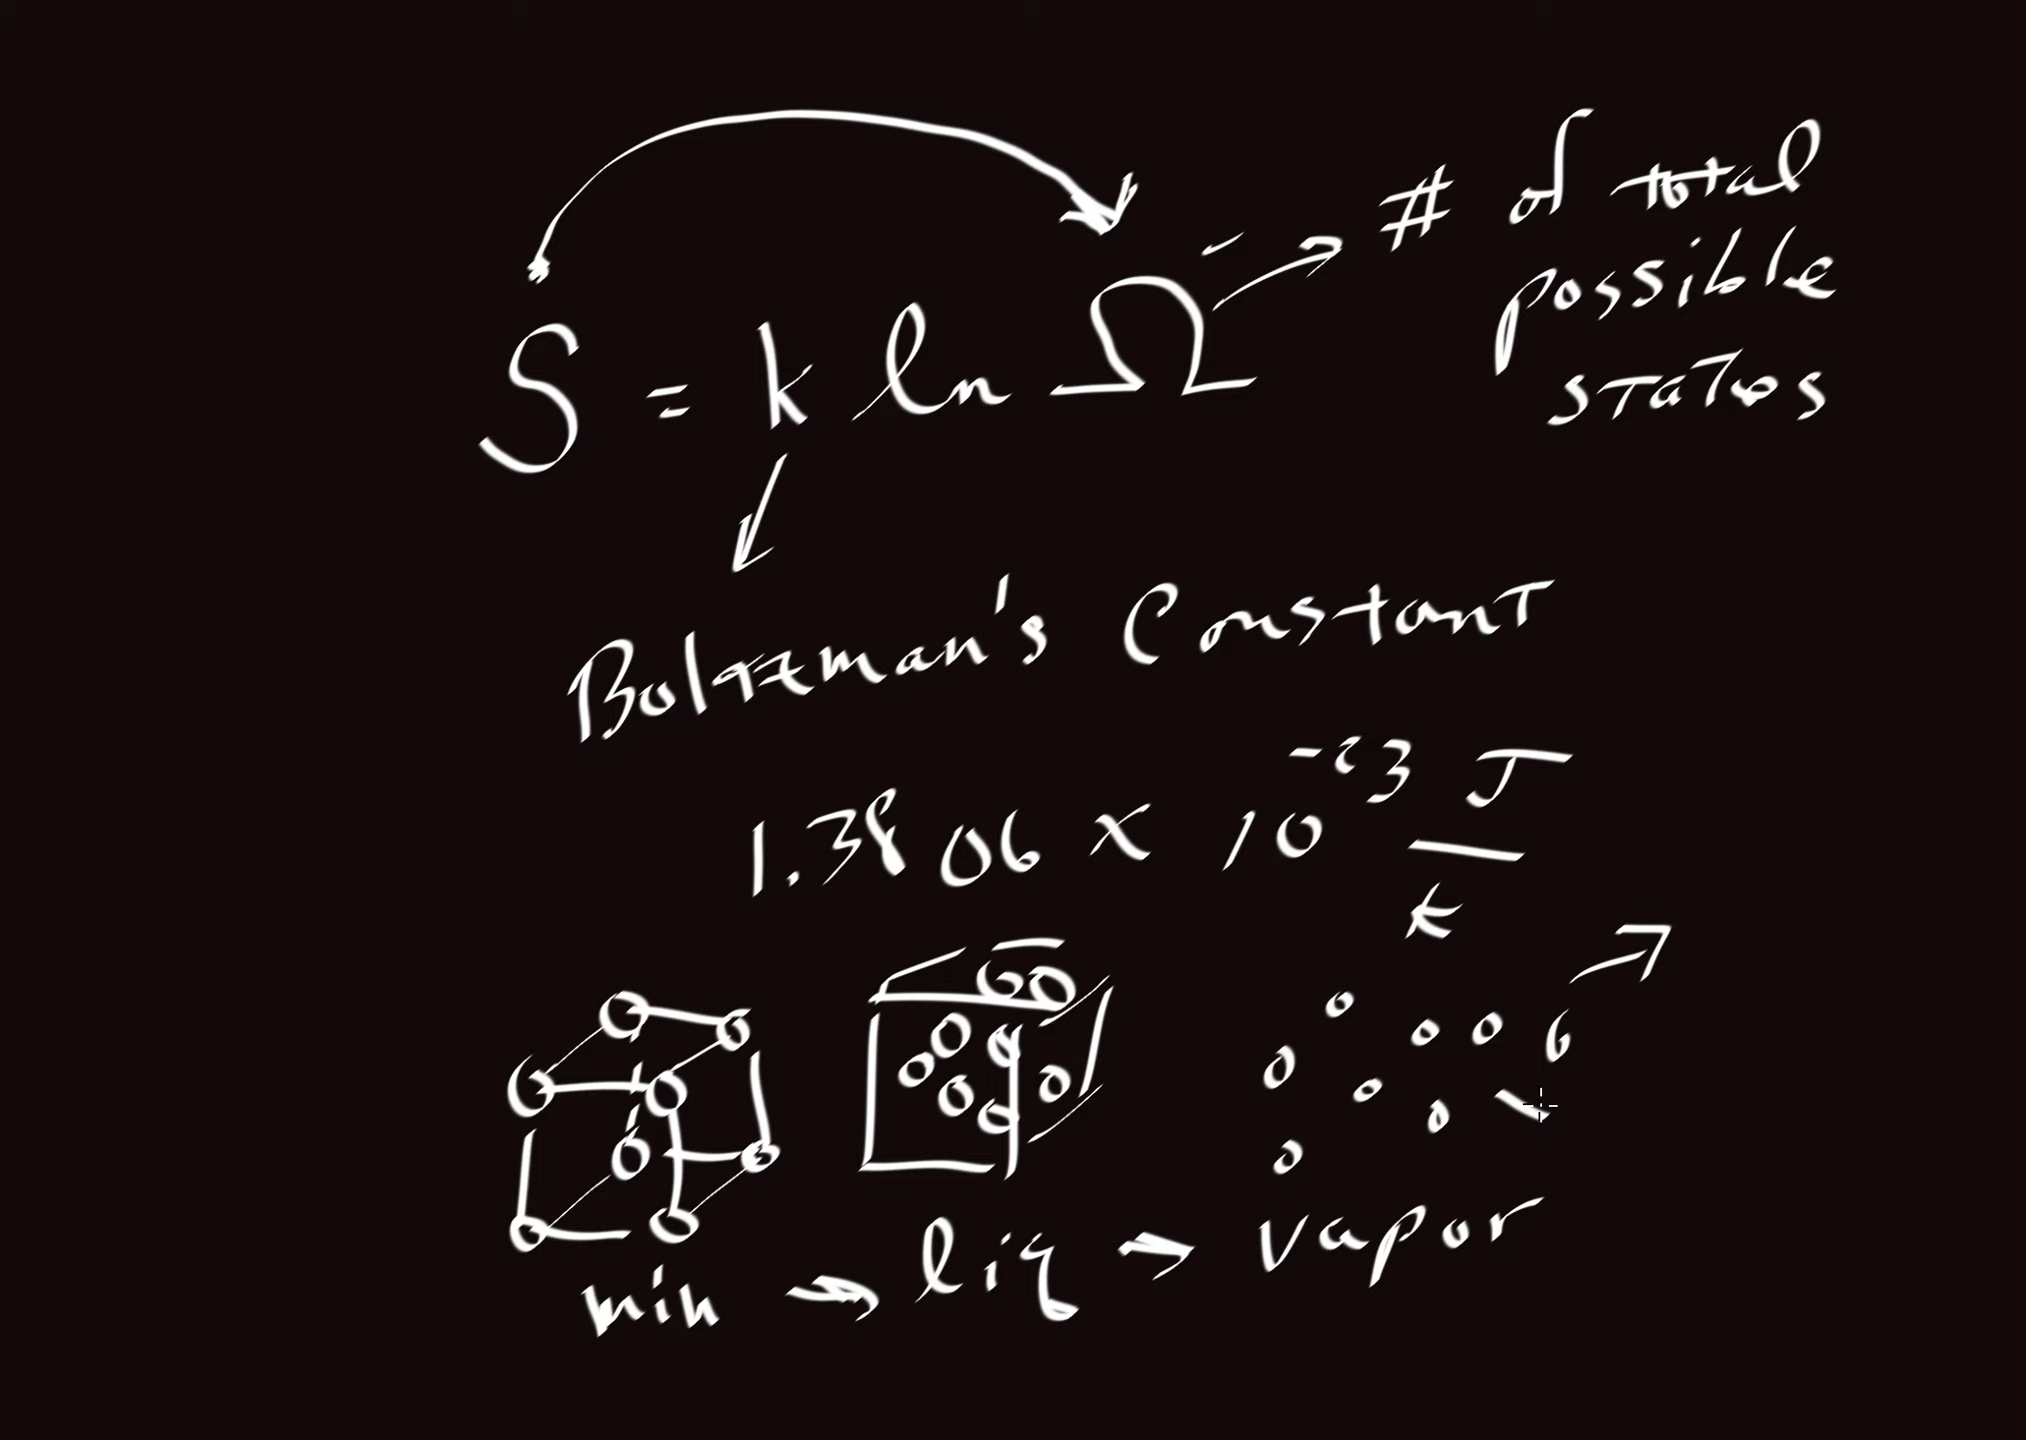 # of total
possible
states
S = k ln Ω
Boltzman's Constant
1.3806 x 10⁻²³ J/K
min → liq → vapor